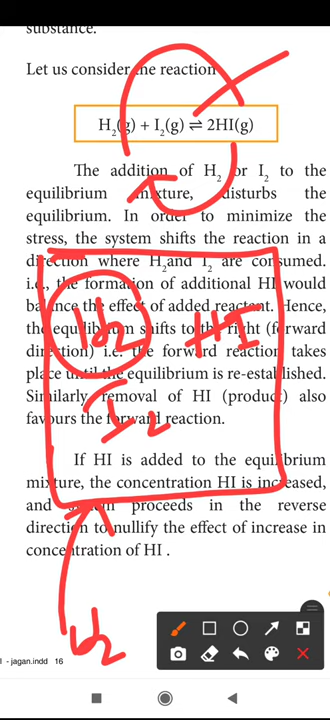 substance.
Let us consider the reaction
H₂(g) + I₂(g) ⇌ 2HI(g)
The addition of H₂ or I₂ to the
equilibrium mixture, disturbs the
equilibrium. In order to minimize the
stress, the system shifts the reaction in a
direction where H₂ and I₂ are consumed.
i.e., the formation of additional HI would
balance the effect of added reactant. Hence,
the equilibrium shifts to the right (forward
direction) i.e. the forward reaction takes
place until the equilibrium is re-established.
Similarly removal of HI (product) also
favours the forward reaction.
H2 HI
I2
If HI is added to the equilibrium
mixture, the concentration HI is increased,
and system proceeds in the reverse
direction to nullify the effect of increase in
concentration of HI .
H2
- jagan.indd 16